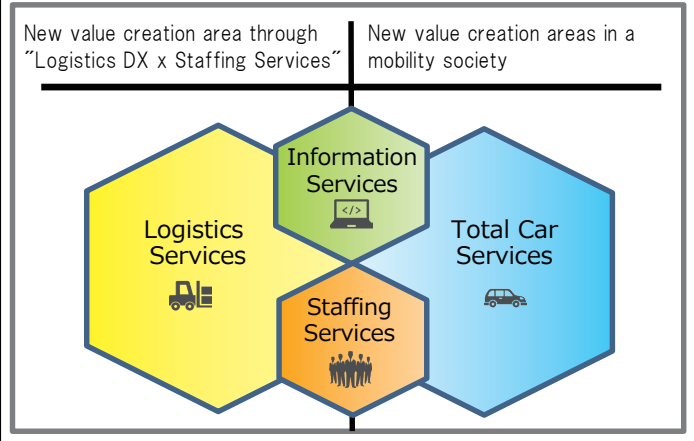 New value creation area through
"Logistics DX x Staffing Services"
New value creation areas in a
mobility society
Information
Services
</>
Logistics
Services
Total Car
Services
Staffing
Services